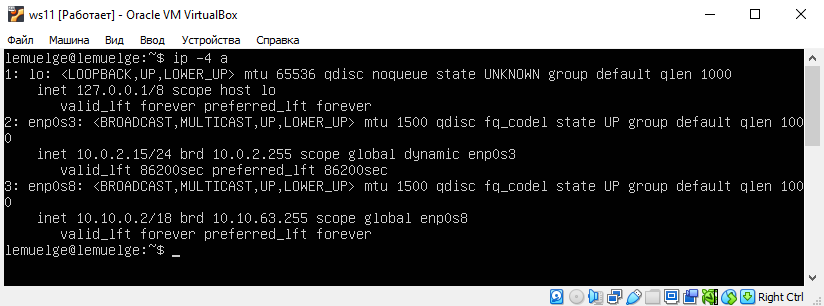 ws11 [Работает] - Oracle VM VirtualBox
Файл Машина Вид Ввод Устройства Справка
lemuelge@lemuelge:~$ ip -4 a
1: lo: <LOOPBACK,UP,LOWER_UP> mtu 65536 qdisc noqueue state UNKNOWN group default qlen 1000
    inet 127.0.0.1/8 scope host lo
       valid_lft forever preferred_lft forever
2: enp0s3: <BROADCAST,MULTICAST,UP,LOWER_UP> mtu 1500 qdisc fq_codel state UP group default qlen 100
0
    inet 10.0.2.15/24 brd 10.0.2.255 scope global dynamic enp0s3
       valid_lft 86200sec preferred_lft 86200sec
3: enp0s8: <BROADCAST,MULTICAST,UP,LOWER_UP> mtu 1500 qdisc fq_codel state UP group default qlen 100
0
    inet 10.10.0.2/18 brd 10.10.63.255 scope global enp0s8
       valid_lft forever preferred_lft forever
lemuelge@lemuelge:~$ _
Right Ctrl